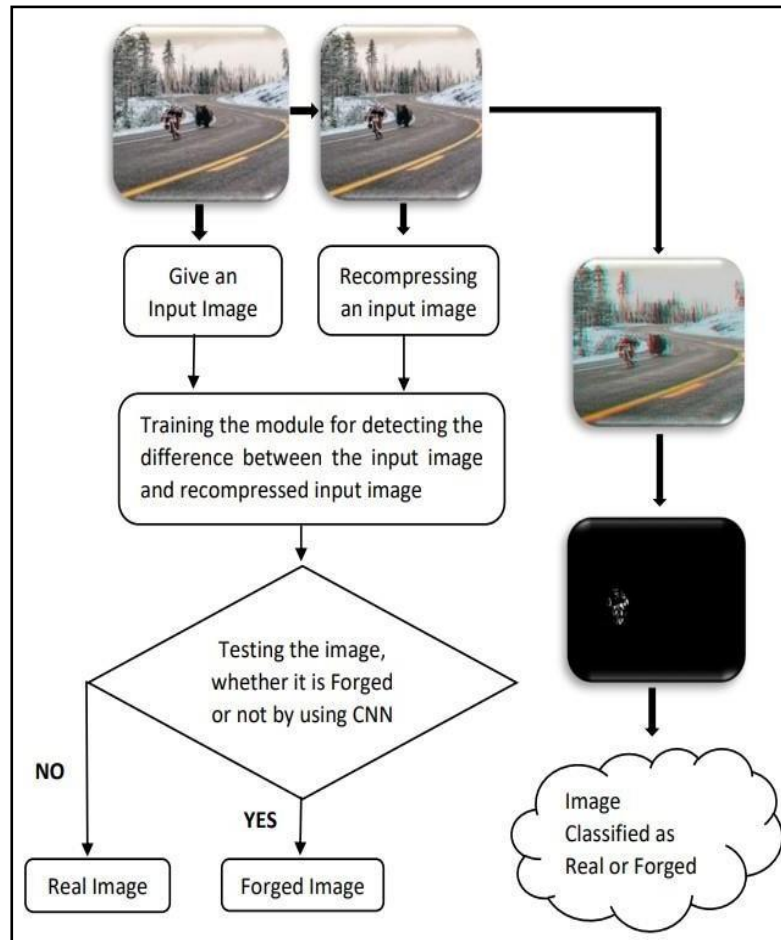 Give an
Input Image
Recompressing
an input image
Training the module for detecting the
difference between the input image
and recompressed input image
Testing the image,
whether it is Forged
or not by using CNN
NO
YES
Real Image
Forged Image
Image
Classified as
Real or Forged